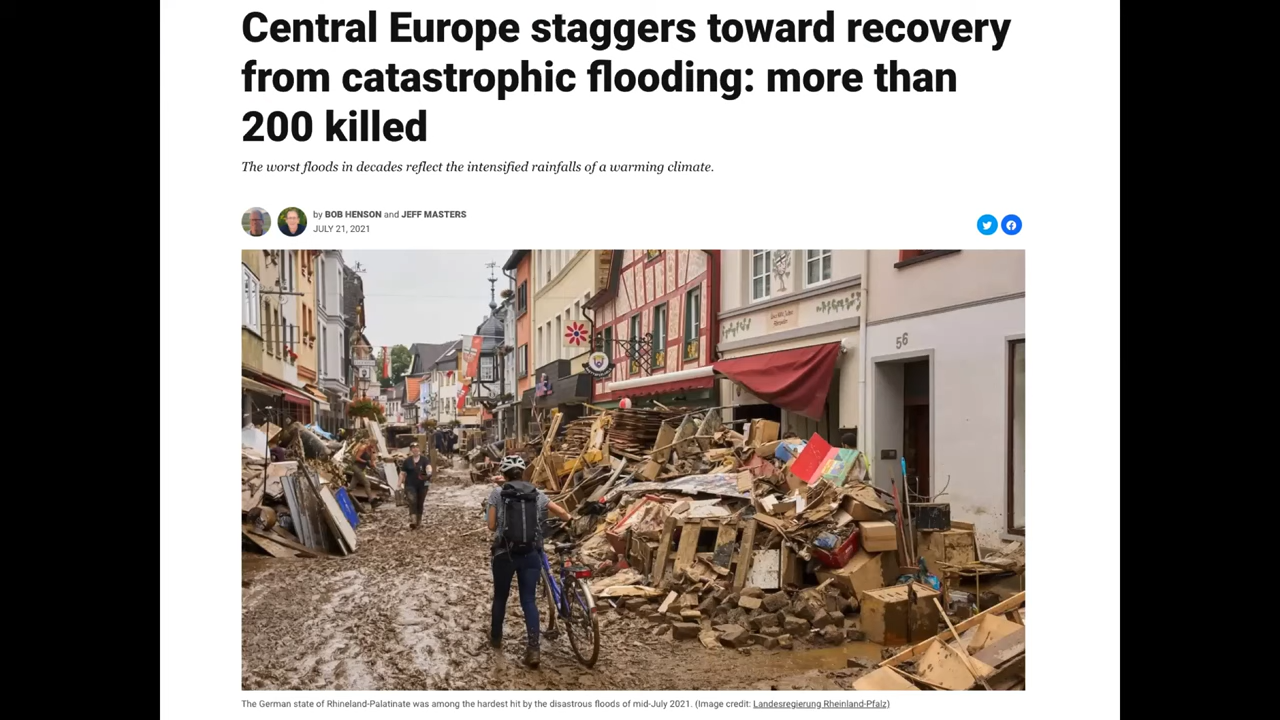 Central Europe staggers toward recovery
from catastrophic flooding: more than
200 killed
The worst floods in decades reflect the intensified rainfalls of a warming climate.
by BOB HENSON and JEFF MASTERS
JULY 21, 2021
56
The German state of Rhineland-Palatinate was among the hardest hit by the disastrous floods of mid-July 2021. (Image credit: Landesregierung Rheinland-Pfalz)